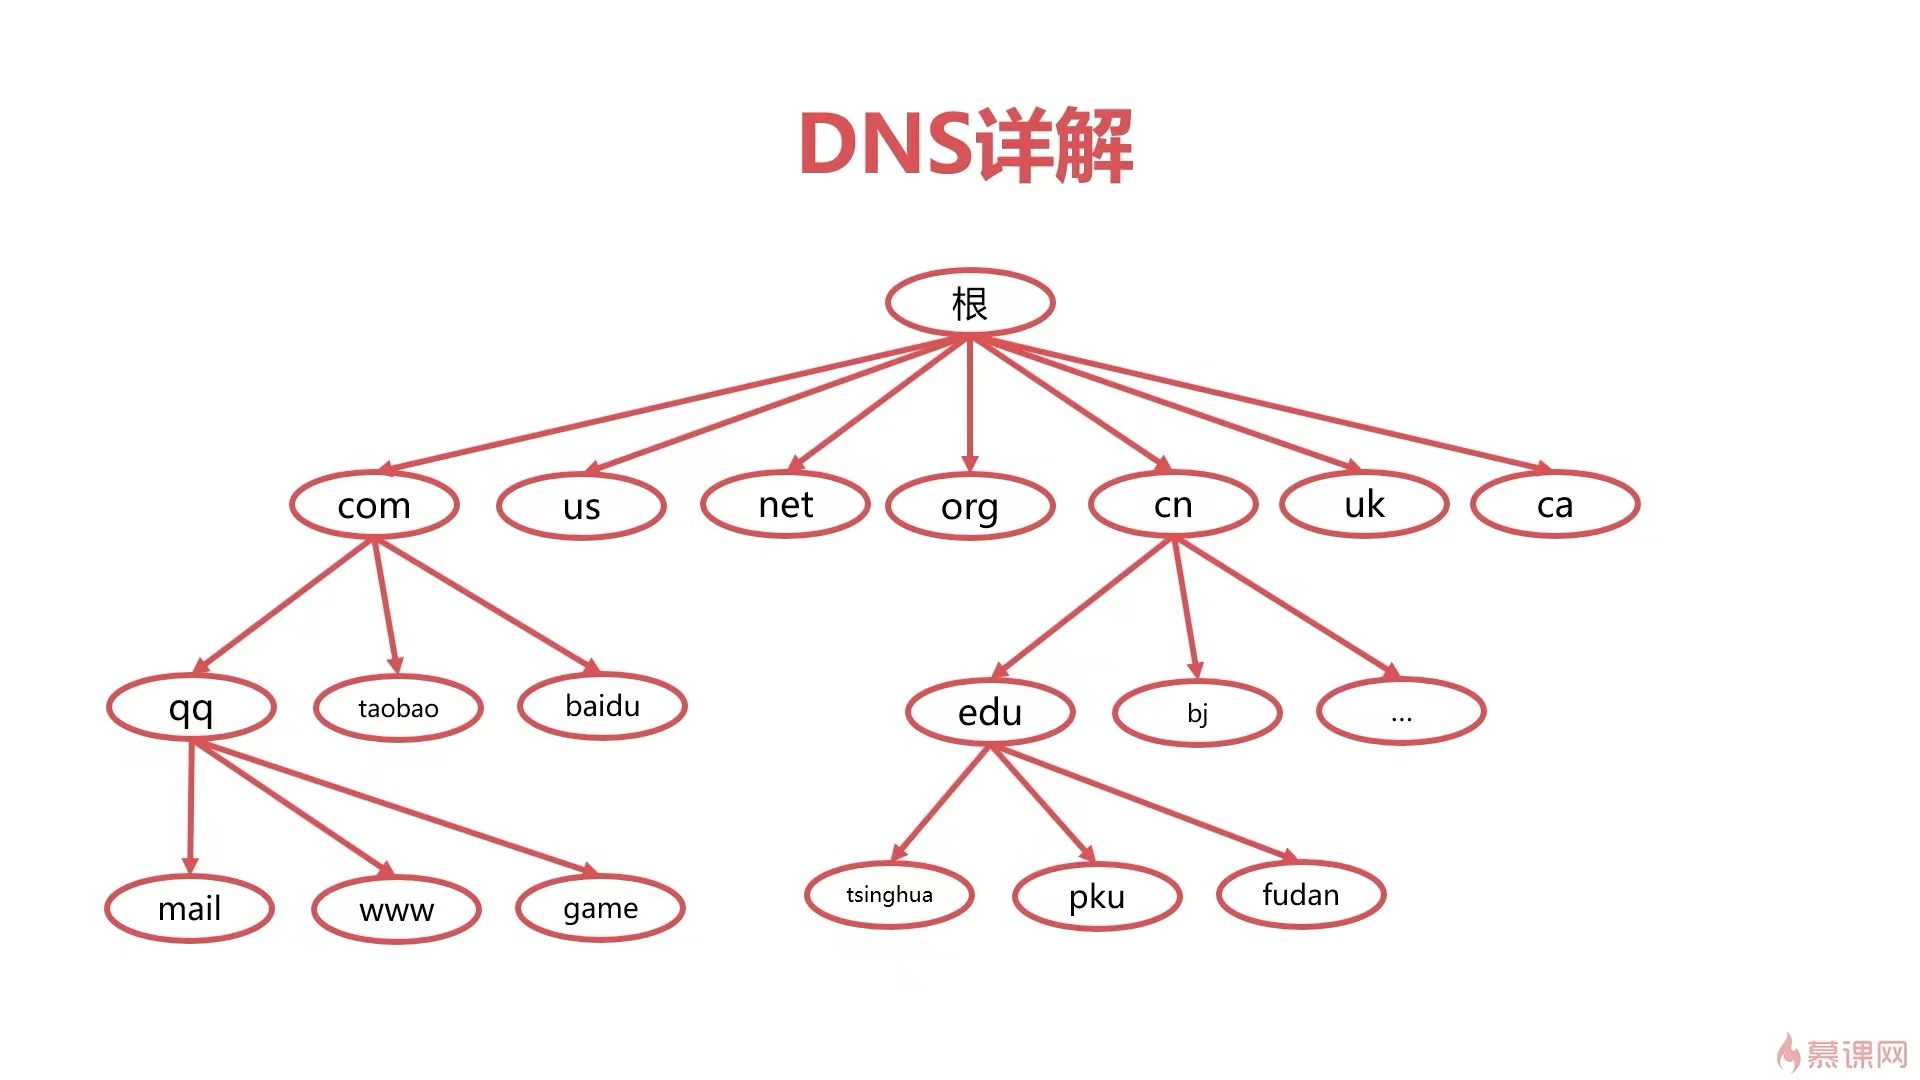 DNS详解
根
com
us
net
org
cn
uk
ca
qq
taobao
baidu
edu
bj
...
mail
www
game
tsinghua
pku
fudan
慕课网